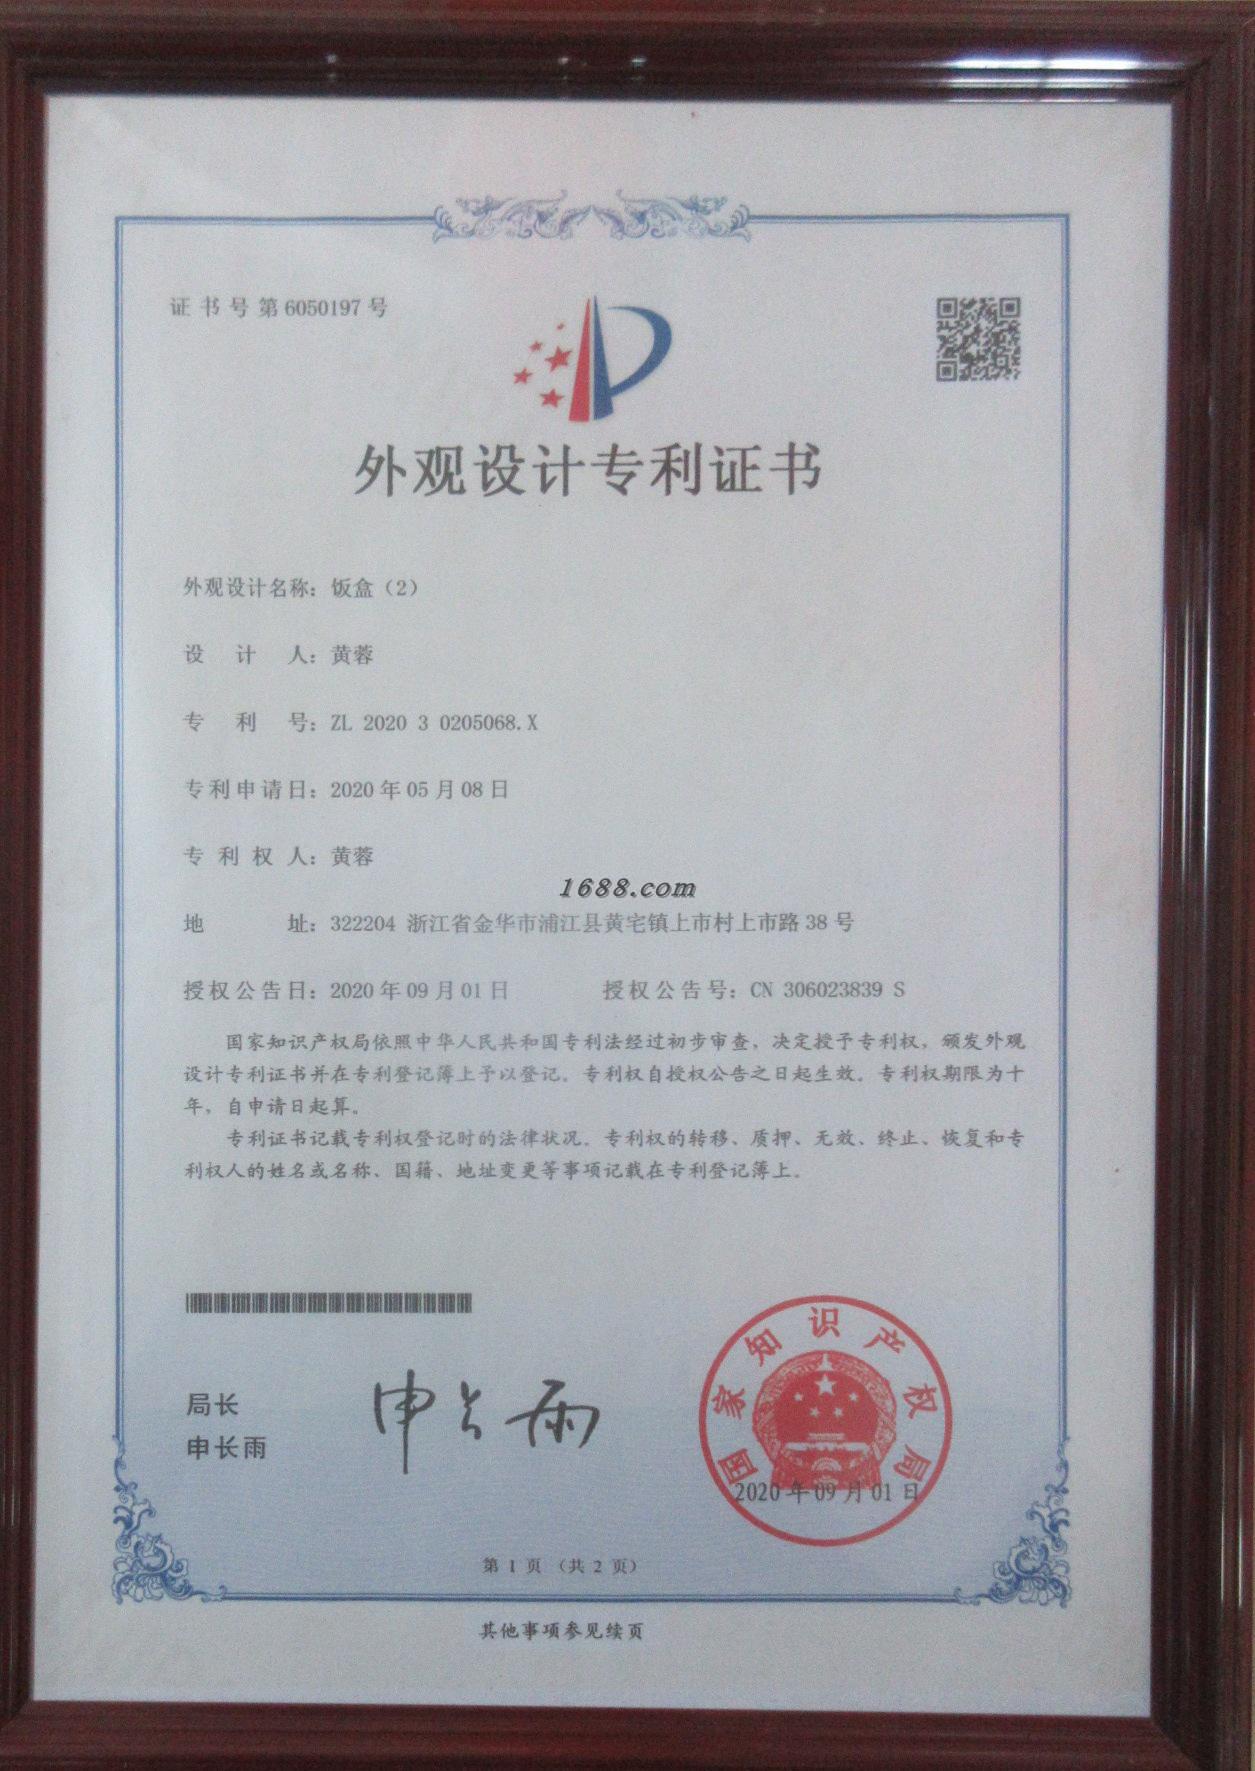 证书号第6050197号
外观设计专利证书
外观设计名称：饭盒（2）
设计人：黄蓉
专利号：ZL 2020 3 0205068.X
专利申请日：2020年05月08日
专利权人：黄蓉
1688.com
地址：322204 浙江省金华市浦江县黄宅镇上市村上市路38号
授权公告日：2020年09月01日 授权公告号：CN 306023839 S
国家知识产权局依照中华人民共和国专利法经过初步审查，决定授予专利权，颁发外观
设计专利证书并在专利登记簿上予以登记。专利权自授权公告之日起生效。专利权期限为十
年，自申请日起算。
专利证书记载专利权登记时的法律状况。专利权的转移、质押、无效、终止、恢复和专
利权人的姓名或名称、国籍、地址变更等事项记载在专利登记簿上。
局长
申长雨
申长雨
国家知识产权局
2020年09月01日
第 1 页 （共 2 页）
其他事项参见续页